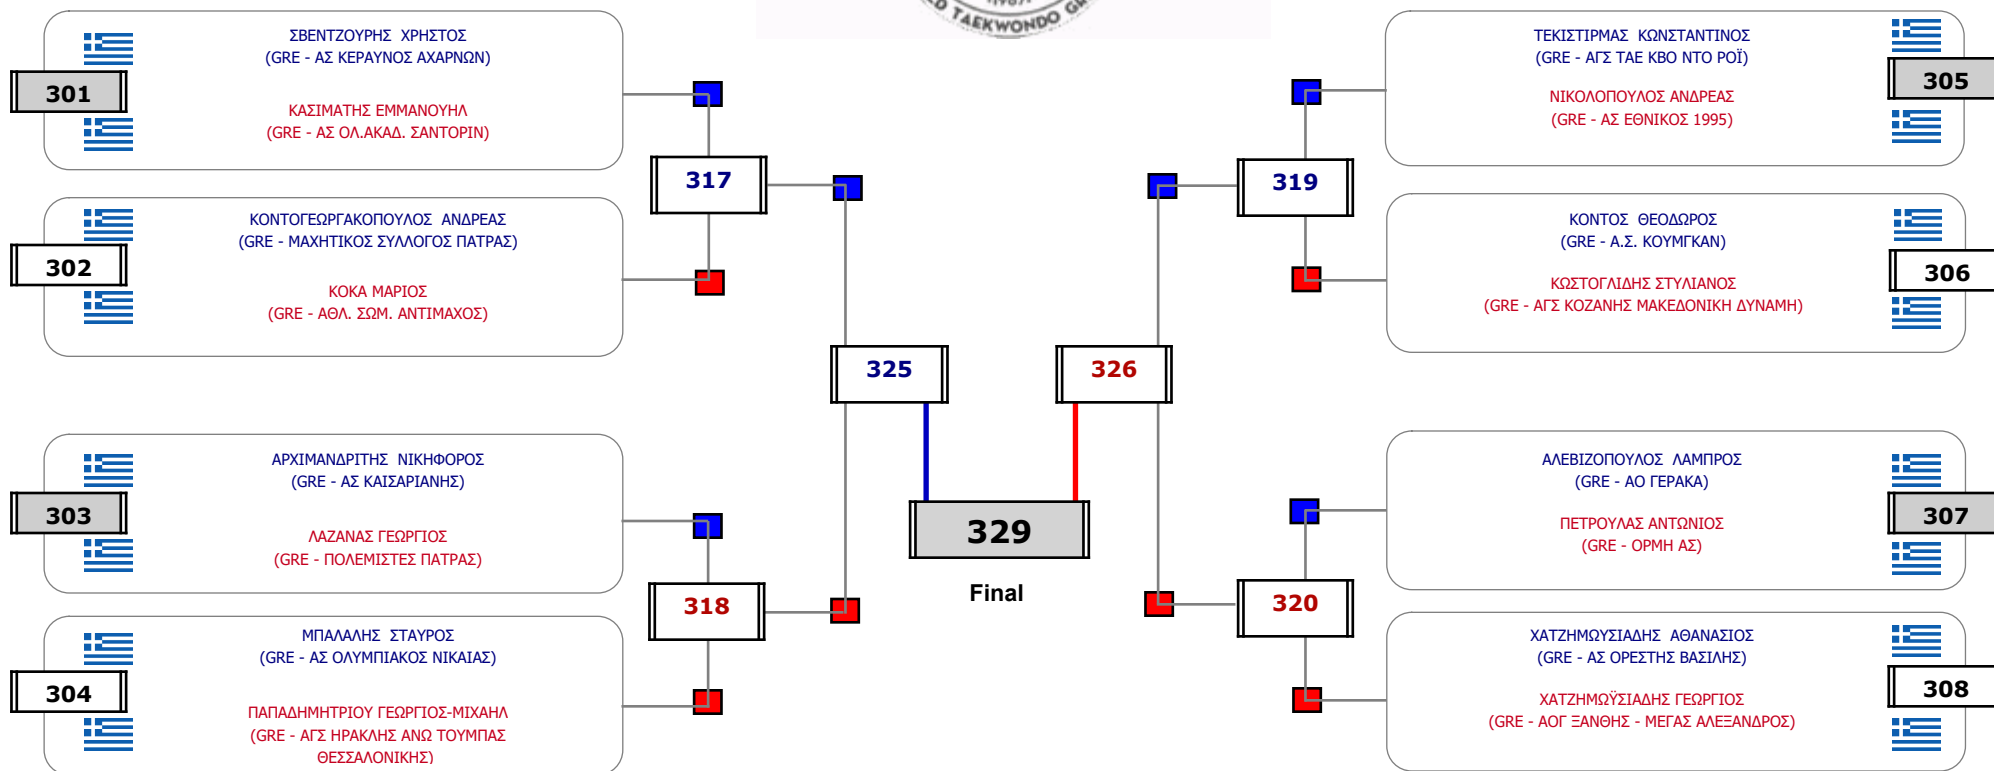 TAEKWONDO
ΣΒΕΝΤΖΟΥΡΗΣ ΧΡΗΣΤΟΣ
(GRE - ΑΣ ΚΕΡΑΥΝΟΣ ΑΧΑΡΝΩΝ)
301
ΚΑΣΙΜΑΤΗΣ ΕΜΜΑΝΟΥΗΛ
(GRE - ΑΣ ΟΛ.ΑΚΑΔ. ΣΑΝΤΟΡΙΝ)
317
ΚΟΝΤΟΓΕΩΡΓΑΚΟΠΟΥΛΟΣ ΑΝΔΡΕΑΣ
(GRE - ΜΑΧΗΤΙΚΟΣ ΣΥΛΛΟΓΟΣ ΠΑΤΡΑΣ)
302
ΚΟΚΑ ΜΑΡΙΟΣ
(GRE - ΑΘΛ. ΣΩΜ. ΑΝΤΙΜΑΧΟΣ)
325
ΑΡΧΙΜΑΝΔΡΙΤΗΣ ΝΙΚΗΦΟΡΟΣ
(GRE - ΑΣ ΚΑΙΣΑΡΙΑΝΗΣ)
303
ΛΑΖΑΝΑΣ ΓΕΩΡΓΙΟΣ
(GRE - ΠΟΛΕΜΙΣΤΕΣ ΠΑΤΡΑΣ)
318
ΜΠΑΛΑΛΗΣ ΣΤΑΥΡΟΣ
(GRE - ΑΣ ΟΛΥΜΠΙΑΚΟΣ ΝΙΚΑΙΑΣ)
304
ΠΑΠΑΔΗΜΗΤΡΙΟΥ ΓΕΩΡΓΙΟΣ-ΜΙΧΑΗΛ
(GRE - ΑΓΣ ΗΡΑΚΛΗΣ ΑΝΩ ΤΟΥΜΠΑΣ
ΘΕΣΣΑΛΟΝΙΚΗΣ)
329
Final
ΤΕΚΙΣΤΙΡΜΑΣ ΚΩΝΣΤΑΝΤΙΝΟΣ
(GRE - ΑΓΣ ΤΑΕ ΚΒΟ ΝΤΟ ΡΟΪ)
305
ΝΙΚΟΛΟΠΟΥΛΟΣ ΑΝΔΡΕΑΣ
(GRE - ΑΣ ΕΘΝΙΚΟΣ 1995)
319
ΚΟΝΤΟΣ ΘΕΟΔΩΡΟΣ
(GRE - Α.Σ. ΚΟΥΜΓΚΑΝ)
306
ΚΩΣΤΟΓΛΙΔΗΣ ΣΤΥΛΙΑΝΟΣ
(GRE - ΑΓΣ ΚΟΖΑΝΗΣ ΜΑΚΕΔΟΝΙΚΗ ΔΥΝΑΜΗ)
326
ΑΛΕΒΙΖΟΠΟΥΛΟΣ ΛΑΜΠΡΟΣ
(GRE - ΑΟ ΓΕΡΑΚΑ)
307
ΠΕΤΡΟΥΛΑΣ ΑΝΤΩΝΙΟΣ
(GRE - ΟΡΜΗ ΑΣ)
320
ΧΑΤΖΗΜΩΥΣΙΑΔΗΣ ΑΘΑΝΑΣΙΟΣ
(GRE - ΑΣ ΟΡΕΣΤΗΣ ΒΑΣΙΛΗΣ)
308
ΧΑΤΖΗΜΩΫΣΙΑΔΗΣ ΓΕΩΡΓΙΟΣ
(GRE - ΑΟΓ ΞΑΝΘΗΣ - ΜΕΓΑΣ ΑΛΕΞΑΝΔΡΟΣ)